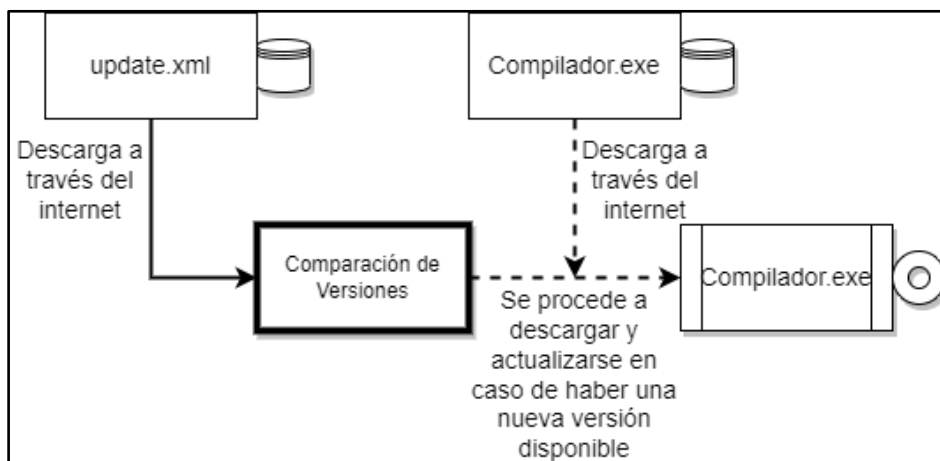 update.xml
Compilador.exe
Descarga a
través del
internet
Descarga a
través del
internet
Comparación de
Versiones
Compilador.exe
Se procede a
descargar y
actualizarse en
caso de haber una
nueva versión
disponible